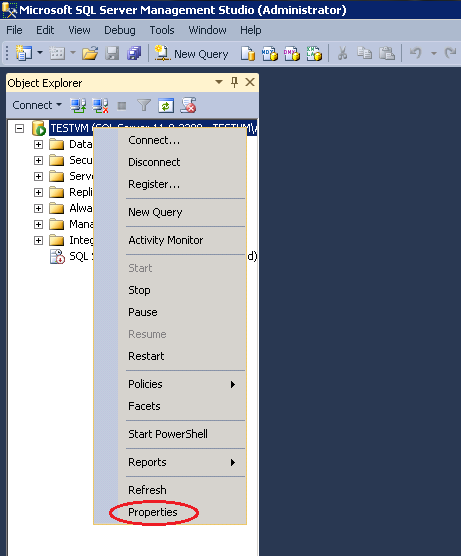 Microsoft SQL Server Management Studio (Administrator)
File Edit View Debug Tools Window Community Help
New Query
Object Explorer
Connect
TESTVM (SQL Server 11.0.
Connect...
Data
Disconnect
Secu
Register...
Serve
Repli
New Query
Alwa
Mana
Activity Monitor
Integ
SQL S
Start
Stop
Pause
Resume
Restart
Policies
Facets
Start PowerShell
Reports
Refresh
Properties